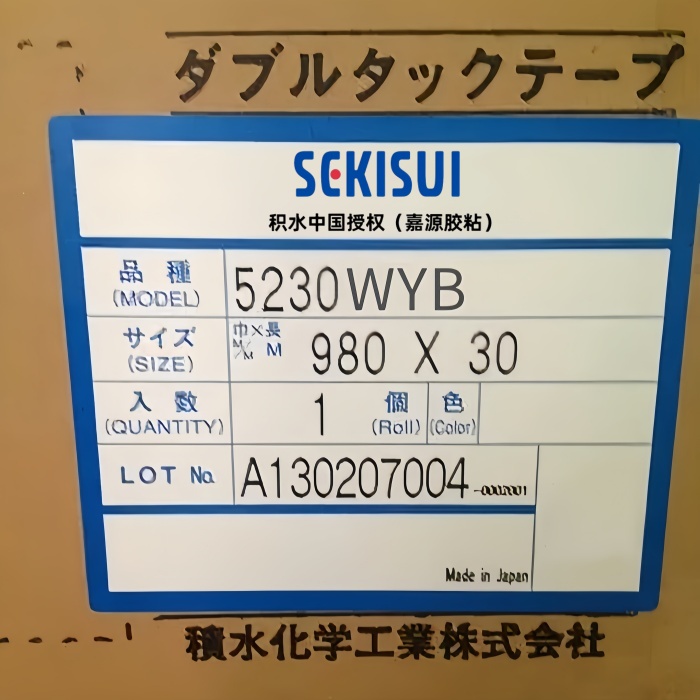 ダブルタックテープ
SEKISUI
积水中国授权（嘉源胶粘）
品 種 (MODEL) 5230WYB
サイズ (SIZE) 巾×長 M/M M 980 X 30
入 数 (QUANTITY) 1 個 (Roll) 色 (Color)
LOT No. A130207004
Made in Japan
積水化学工業株式会社